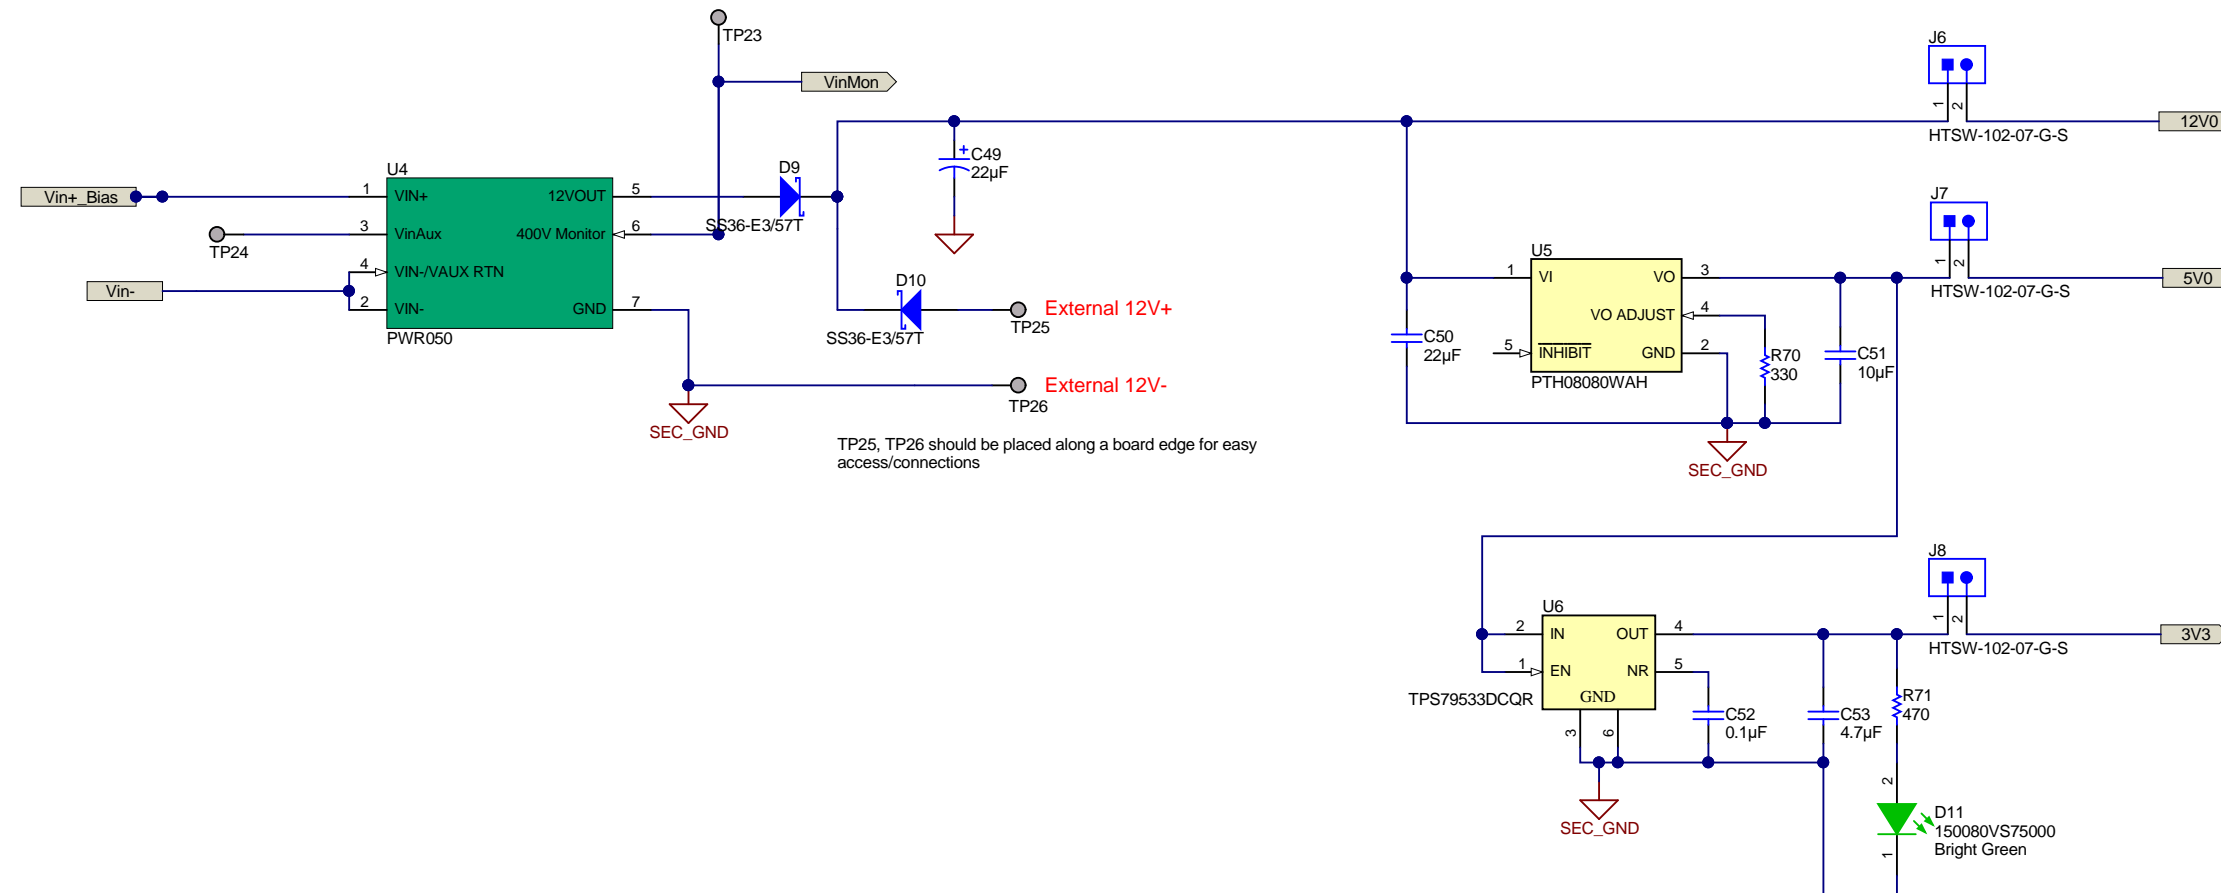 TP23
VinMon
J6
1
2
HTSW-102-07-G-S
12V0
U4
Vin+_Bias
1
VIN+
12VOUT
5
D9
SS36-E3/57T
+
C49
22µF
TP24
3
VinAux
400V Monitor
6
4
VIN-/VAUX RTN
Vin-
2
VIN-
GND
7
PWR050
D10
SS36-E3/57T
TP25
External 12V+
External 12V-
TP26
SEC_GND
TP25, TP26 should be placed along a board edge for easy
access/connections
J7
1
2
HTSW-102-07-G-S
5V0
U5
1
VI
VO
3
VO ADJUST
4
5
INHIBIT
GND
2
PTH08080WAH
C50
22µF
R70
330
C51
10µF
SEC_GND
J8
1
2
HTSW-102-07-G-S
3V3
U6
2
IN
OUT
4
1
EN
NR
5
GND
TPS79533DCQR
3
6
C52
0.1µF
C53
4.7µF
R71
470
SEC_GND
2
D11
150080VS75000
Bright Green
1